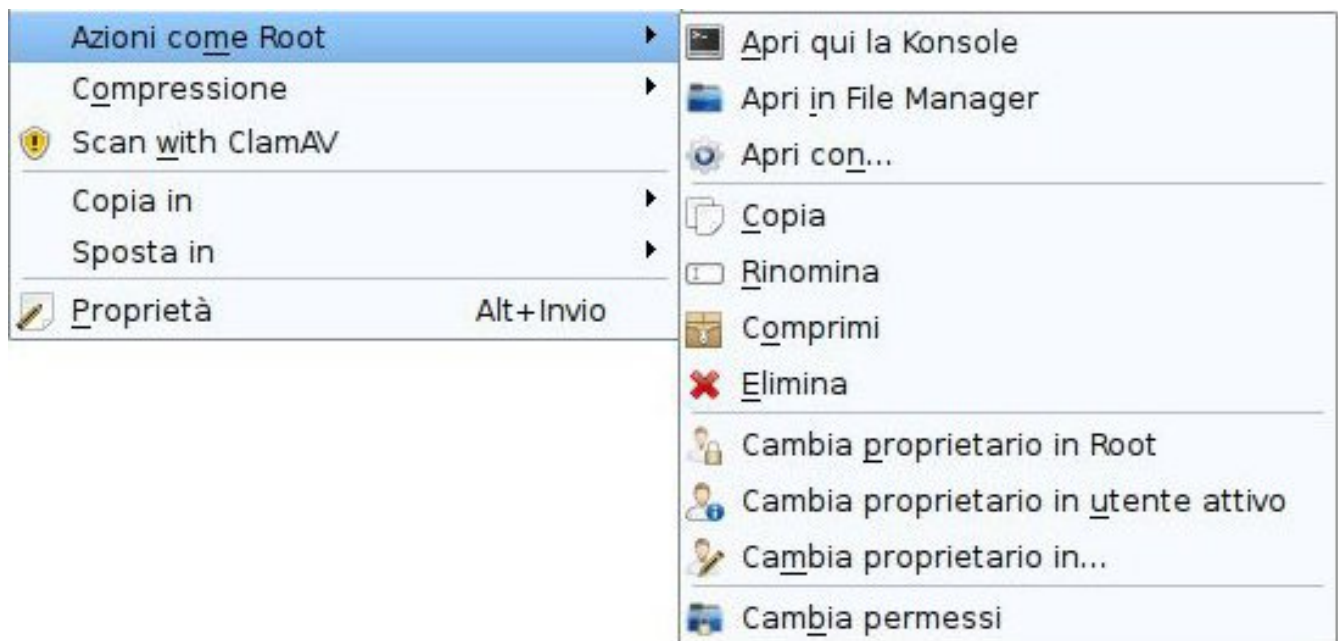 Azioni come Root
Compressione
Scan with ClamAV
Copia in
Sposta in
Proprietà Alt+Invio
Apri qui la Konsole
Apri in File Manager
Apri con...
Copia
Rinomina
Comprimi
Elimina
Cambia proprietario in Root
Cambia proprietario in utente attivo
Cambia proprietario in...
Cambia permessi